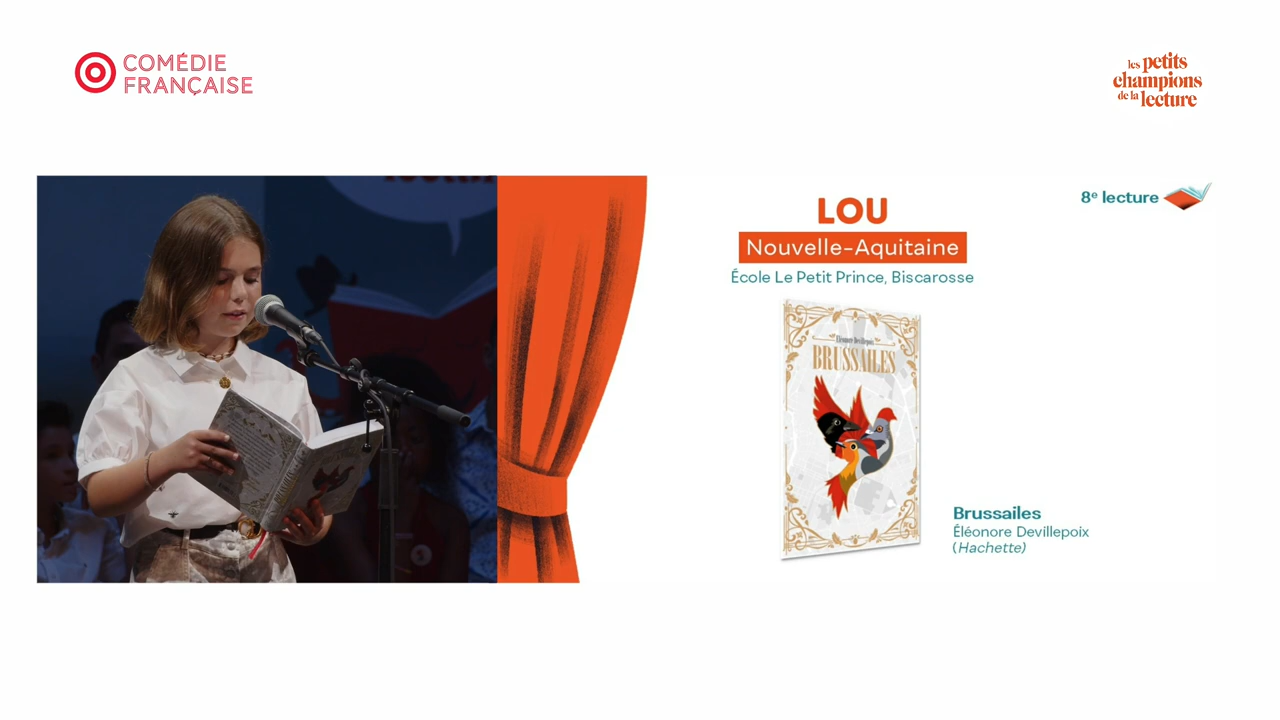 COMÉDIE
FRANÇAISE
les petits
champions
de la lecture
8e lecture
LOU
Nouvelle-Aquitaine
École Le Petit Prince, Biscarosse
Éléonore Devillepoix
BRUSSAILES
Brussailes
Éléonore Devillepoix
(Hachette)